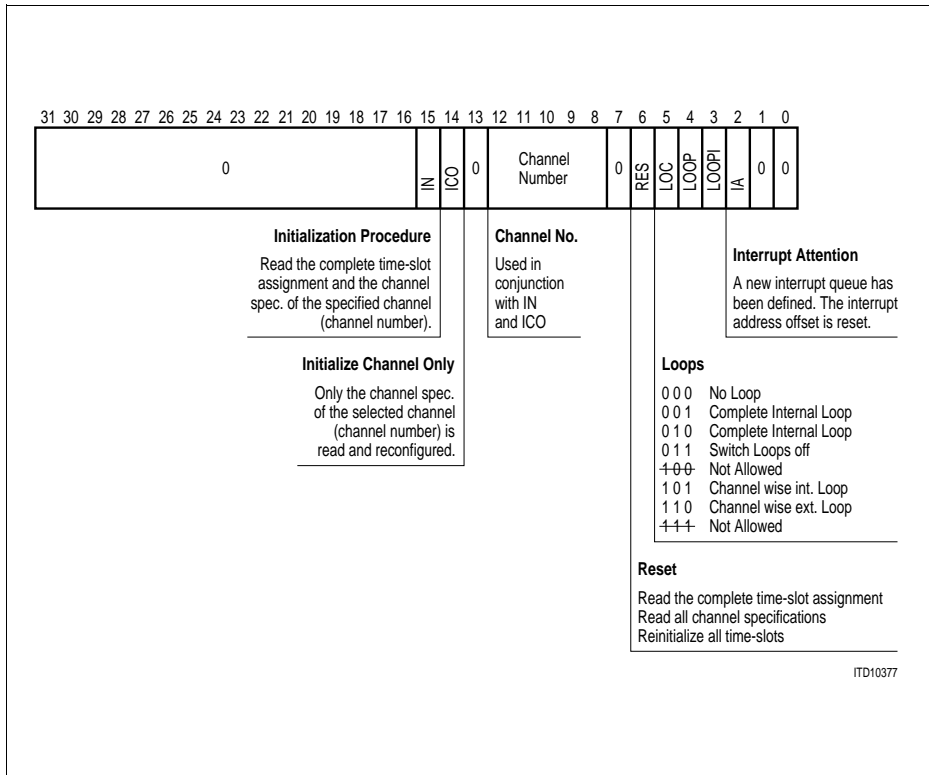 31 30 29 28 27 26 25 24 23 22 21 20 19 18 17 16 15 14 13 12 11 10 9 8 7 6 5 4 3 2 1 0
0 IN ICO 0 Channel Number 0 RES LOC LOOP LOOPI IA 0 0
Initialization Procedure
Read the complete time-slot
assignment and the channel
spec. of the specified channel
(channel number).
Channel No.
Used in
conjunction
with IN
and ICO
Interrupt Attention
A new interrupt queue has
been defined. The interrupt
address offset is reset.
Initialize Channel Only
Only the channel spec.
of the selected channel
(channel number) is
read and reconfigured.
Loops
0 0 0 No Loop
0 0 1 Complete Internal Loop
0 1 0 Complete Internal Loop
0 1 1 Switch Loops off
1 0 0 Not Allowed
1 0 1 Channel wise int. Loop
1 1 0 Channel wise ext. Loop
1 1 1 Not Allowed
Reset
Read the complete time-slot assignment
Read all channel specifications
Reinitialize all time-slots
ITD10377